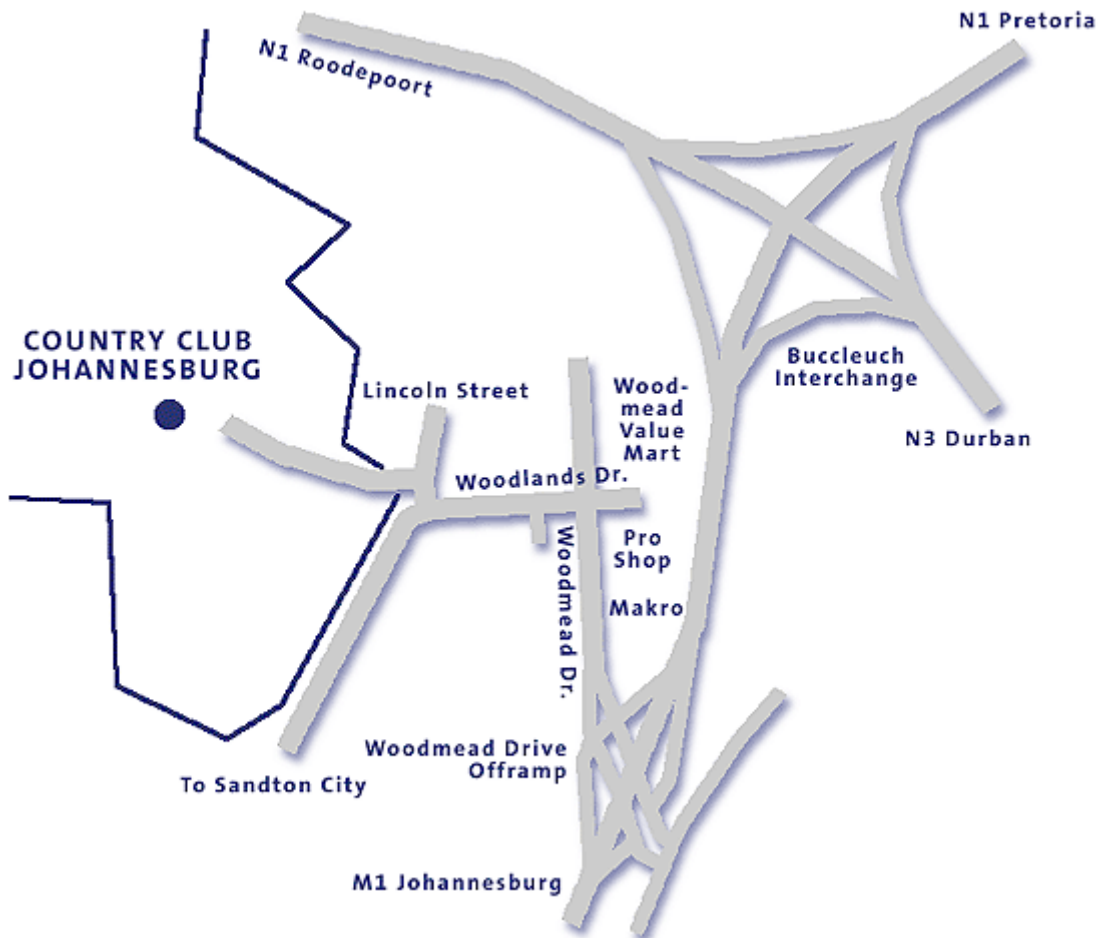 N1 Pretoria
N1 Roodepoort
COUNTRY CLUB
JOHANNESBURG
Lincoln Street
Wood-
mead
Value
Mart
Buccleuch
Interchange
N3 Durban
Woodlands Dr.
Pro
Shop
Woodmead Dr.
Makro
Woodmead Drive
Offramp
To Sandton City
M1 Johannesburg